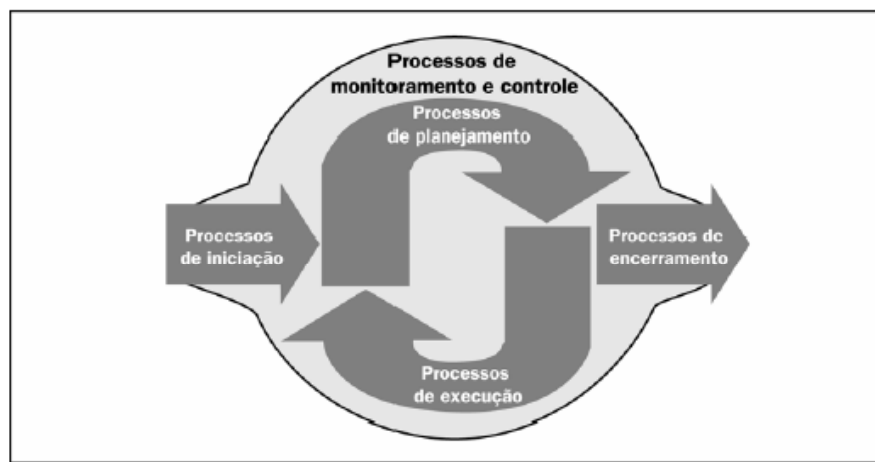 Processos de
monitoramento e controle
Processos
de planejamento
Processos
de iniciação
Processos de
encerramento
Processos
de execução